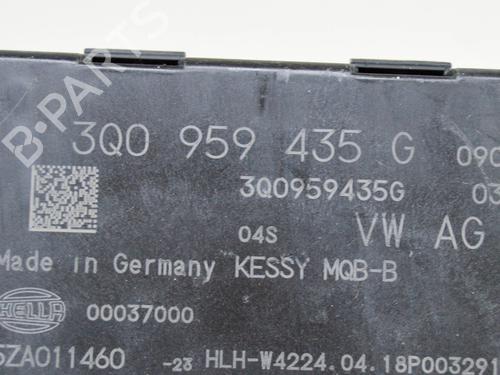 B-PARTS
3Q0 959 435 G 090
3Q0959435G 03
04S VW AG
Made in Germany KESSY MQB-B
HELLA 00037000
5ZA011460 -23 HLH-W4224.04.18P003291